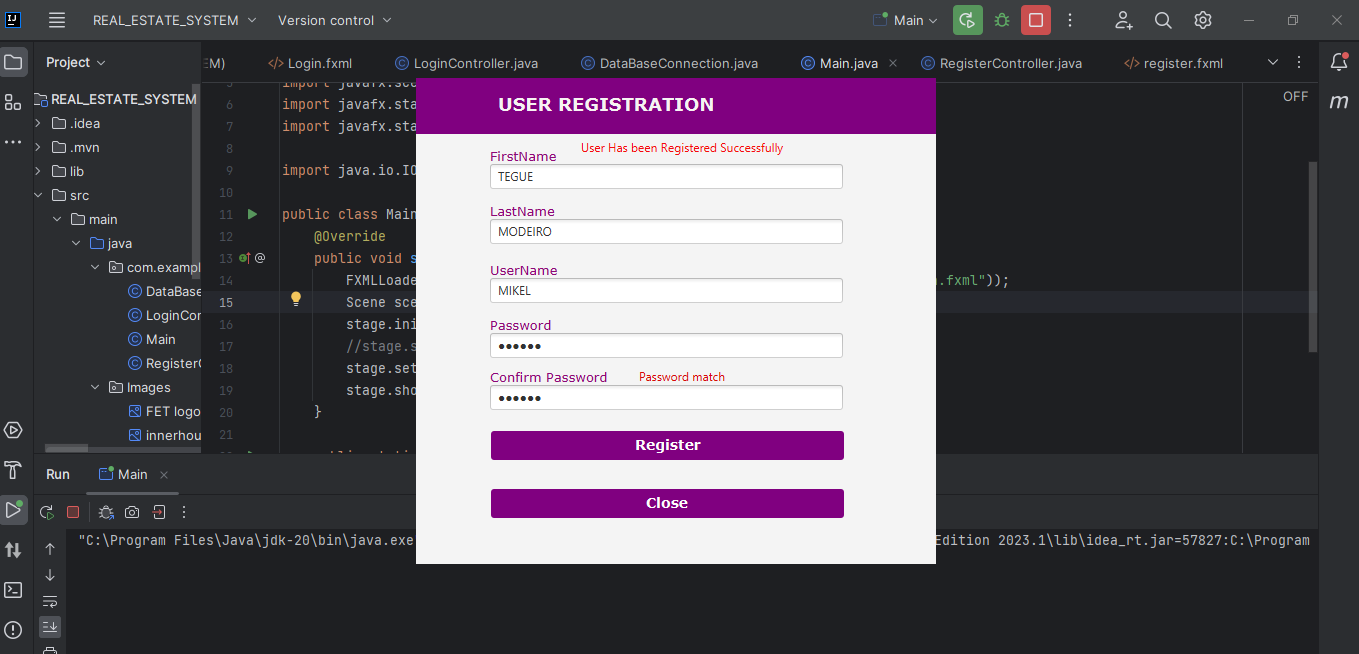 REAL_ESTATE_SYSTEM Version control Main
Project
EM) Login.fxml LoginController.java DataBaseConnection.java Main.java RegisterController.java register.fxml
REAL_ESTATE_SYSTEM
.idea
.mvn
lib
src
main
java
com.exampl
DataBase
LoginCon
Main
RegisterC
Images
FET logo
innerhou
OFF
m
5 import javafx.sce
6 import javafx.sta
7 import javafx.sta
8
9 import java.io.IO
10
11 public class Main
12 @Override
13 public void s
14 FXMLLoade n.fxml"));
15 Scene sce
16 stage.ini
17 //stage.s
18 stage.set
19 stage.sho
20 }
21
USER REGISTRATION
User Has been Registered Successfully
FirstName
TEGUE
LastName
MODEIRO
UserName
MIKEL
Password
••••••
Confirm Password Password match
••••••
Register
Close
Run Main
"C:\Program Files\Java\jdk-20\bin\java.exe Edition 2023.1\lib\idea_rt.jar=57827:C:\Program